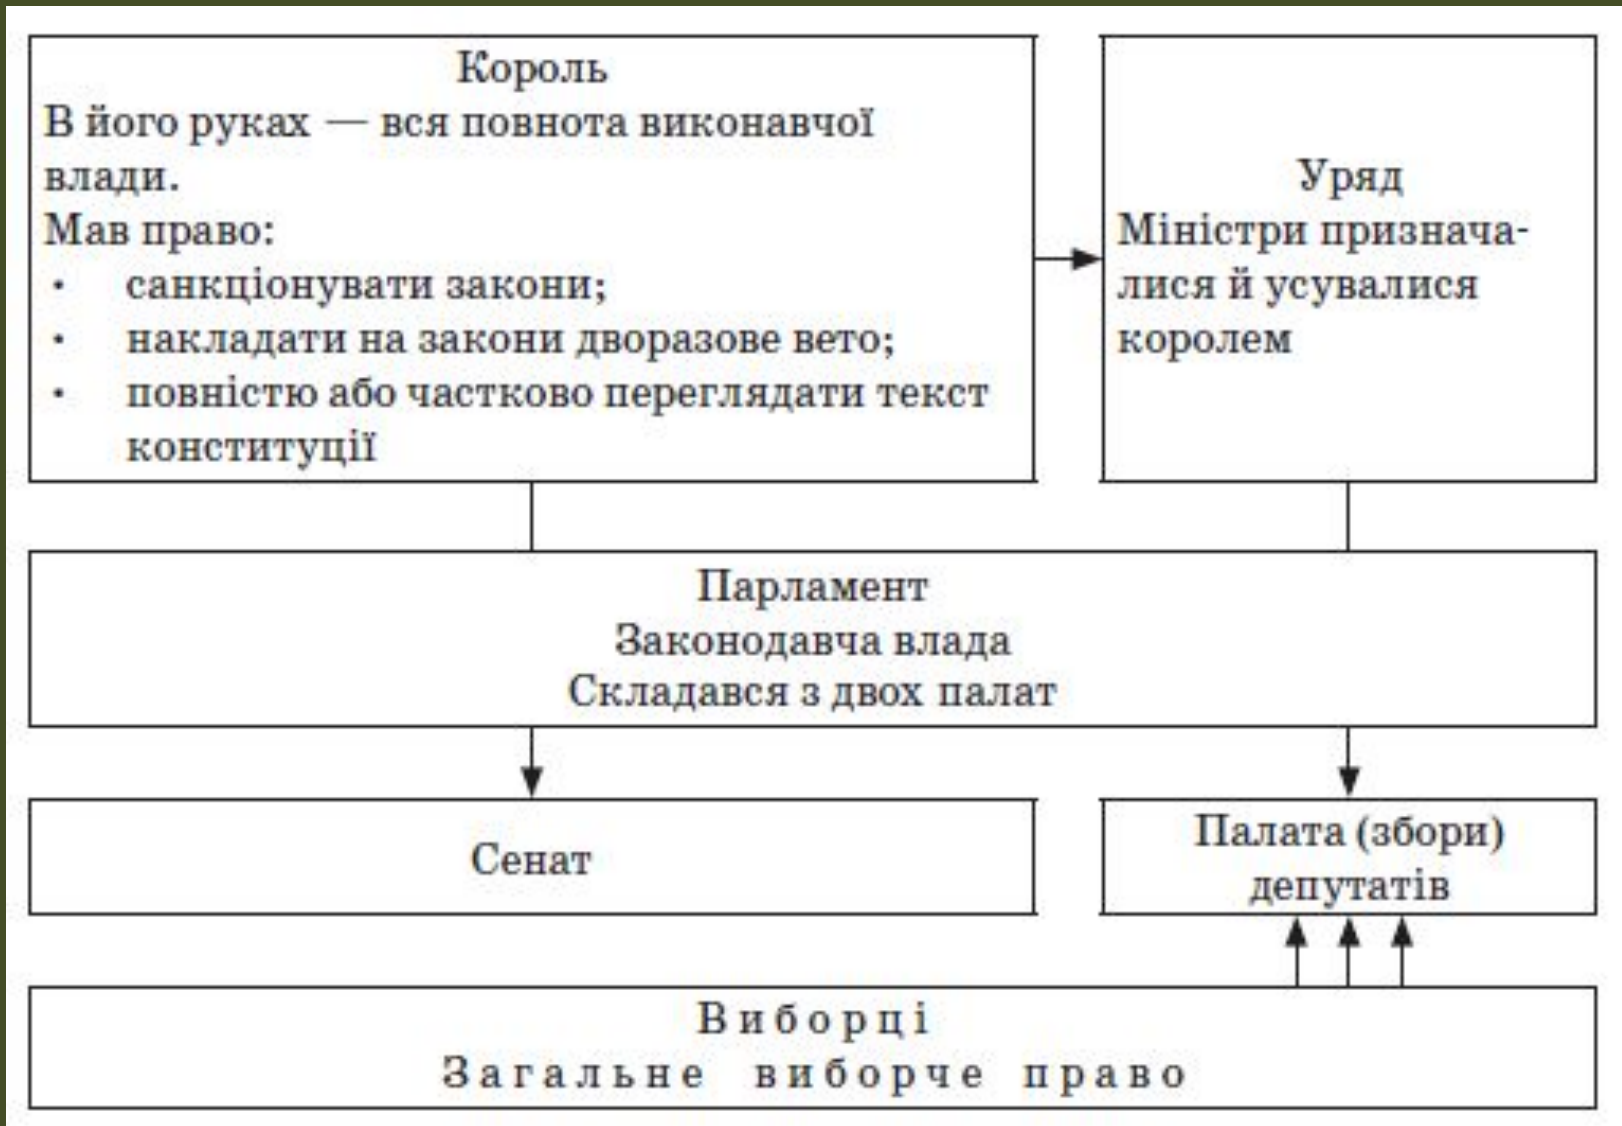 Король
В його руках — вся повнота виконавчої
влади.
Мав право:
• санкціонувати закони;
• накладати на закони дворазове вето;
• повністю або частково переглядати текст
конституції
Уряд
Міністри признача-
лися й усувалися
королем
Парламент
Законодавча влада
Складався з двох палат
Сенат
Палата (збори)
депутатів
Виборці
Загальне виборче право